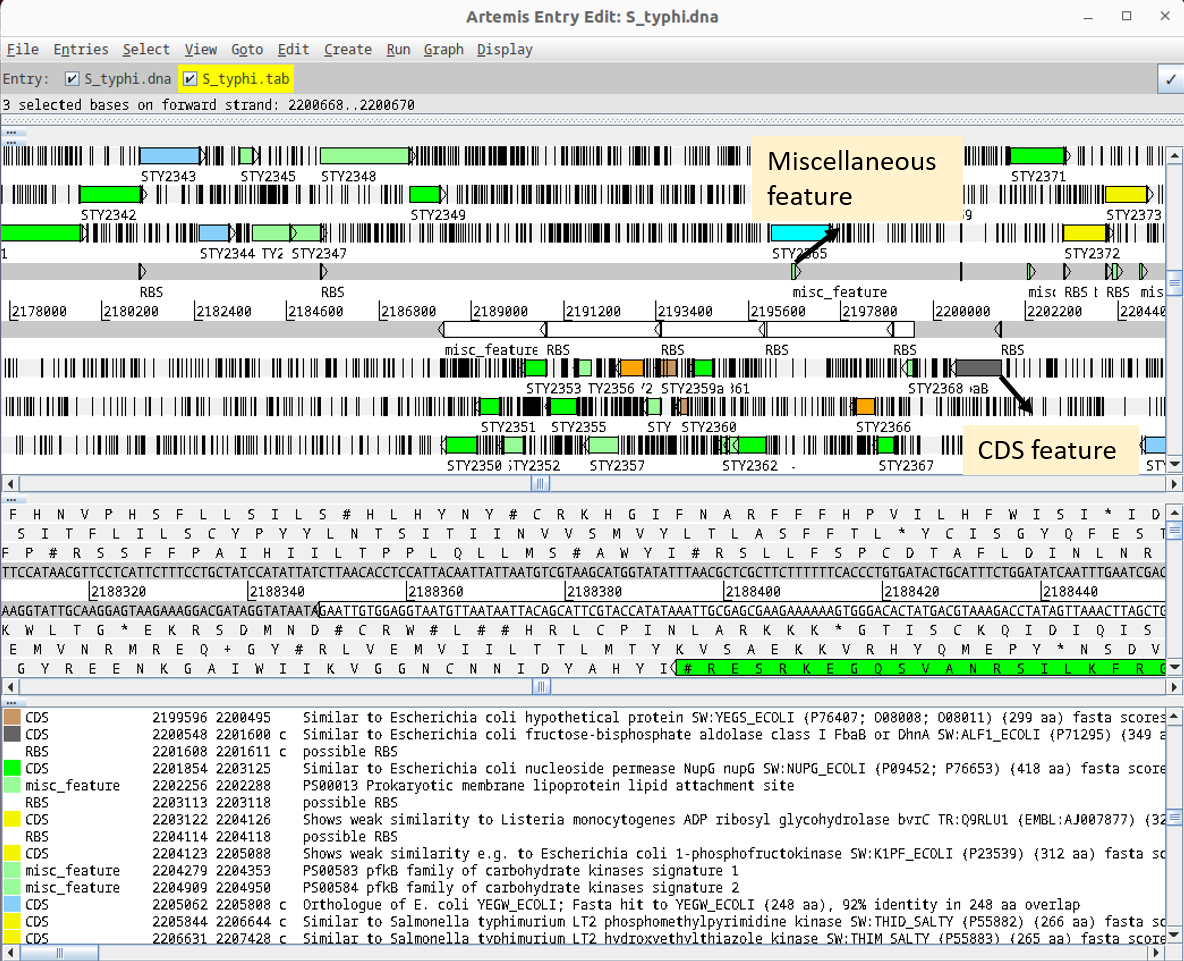 Artemis Entry Edit: S_typhi.dna
File Entries Select View Goto Edit Create Run Graph Display
Entry: S_typhi.dna S_typhi.tab
3 selected bases on forward strand: 2200668..2200670
Miscellaneous
feature
STY2343 STY2345 STY2348 STY2371
STY2342 STY2349 STY2373
STY2344 STY2347 STY2365 STY2372
misc_feature RBS RBS
RBS RBS
2178000 2180200 2182400 2184600 2186800 2189000 2191200 2193400 2195600 2197800 2200000 2202200 220440
misc_feature RBS RBS RBS RBS RBS
STY2353 STY2359a STY2368
STY2351 STY2355 STY STY2360 STY2366
STY2350 STY2357 STY2362 STY2367
CDS feature
F H N V P H S F L L S I L S # H L H Y N Y # C R K H G I F N A R F F F H P V I L H F W I S I * I D
S I T F L I L S C Y P Y Y L N T S I T I I N V V S M V Y L T L A S F F T L * Y C I S G Y Q F E S T
F P # R S S F F P A I H I I L T P P L Q L L M S # A W Y I # R S L L F S P C D T A F L D I N L N R
TTCCATAACGTTCCTCATTCTTTCCTGCTATCCATATTATCTTAACACCTCCATTACAATTATTAATGTCGTAAGCATGGTATATTTAACGCTCGCTTCTTTTTTCACCCTGTGATACTGCATTTCTGGATATCAATTTGAATCGAC
2188320 2188340 2188360 2188380 2188400 2188420 2188440
AAGGTATTGCAAGGAGTAAGAAAGGACGATAGGTATAATAGAATTGTGGAGGTAATGTTAATAATTACAGCATTCGTACCATATAAATTGCGAGCGAAGAAAAAAGTGGGACACTATGACGTAAAGACCTATAGTTAAACTTAGCTG
K W L T G * E K R S D M N D # C R W # L # # H R L C P I N L A R K K K * G T I S C K Q I D I Q I S
E M V N R M R E Q + G Y # R L V E M V I I L T T L M T Y K V S A E K K V R H Y Q M E P Y * N S D V
G Y R E E N K G A I W I I K V G G N C N N I D Y A H Y I # R E S R K E G Q S V A N R S I L K F R G
CDS 2199596 2200495 Similar to Escherichia coli hypothetical protein SW:YEGS_ECOLI (P76407; O08008; O08011) (299 aa) fasta scores
CDS 2200548 2201600 c Similar to Escherichia coli fructose-bisphosphate aldolase class I FbaB or DhnA SW:ALF1_ECOLI (P71295) (349 a
RBS 2201608 2201611 c possible RBS
CDS 2201854 2203125 Similar to Escherichia coli nucleoside permease NupG nupG SW:NUPG_ECOLI (P09452; P76653) (418 aa) fasta score
misc_feature 2202256 2202288 PS00013 Prokaryotic membrane lipoprotein lipid attachment site
RBS 2203113 2203118 possible RBS
CDS 2203122 2204126 Shows weak similarity to Listeria monocytogenes ADP ribosyl glycohydrolase bvrC TR:Q9RLU1 (EMBL:AJ007877) (32
RBS 2204114 2204118 possible RBS
CDS 2204123 2205088 Shows weak similarity e.g. to Escherichia coli 1-phosphofructokinase SW:K1PF_ECOLI (P23539) (312 aa) fasta sc
misc_feature 2204279 2204353 PS00583 pfkB family of carbohydrate kinases signature 1
misc_feature 2204909 2204950 PS00584 pfkB family of carbohydrate kinases signature 2
CDS 2205062 2205808 c Orthologue of E. coli YEGW_ECOLI; Fasta hit to YEGW_ECOLI (248 aa), 92% identity in 248 aa overlap
CDS 2205844 2206644 c Similar to Salmonella typhimurium LT2 phosphomethylpyrimidine kinase SW:THID_SALTY (P55882) (266 aa) fasta sc
CDS 2206631 2207428 c Similar to Salmonella typhimurium LT2 hydroxyethylthiazole kinase SW:THIM_SALTY (P55883) (265 aa) fasta score